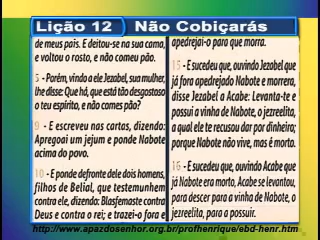 Lição 12 Não Cobiçarás
de meus pais. E deitou-se na sua cama,
e voltou o rosto, e não comeu pão.
5 - Porém, vindo a ele Jezabel, sua mulher,
lhe disse: Que há, que está tão desgostoso
o teu espírito, e não comes pão?
9 - E escreveu nas cartas, dizendo:
Apregoai um jejum e ponde Nabote
acima do povo.
10 - E ponde defronte dele dois homens,
filhos de Belial, que testemunhem
contra ele, dizendo: Blasfemaste contra
Deus e contra o rei; e trazei-o fora e
apedrejai-o para que morra.
15 - E sucedeu que, ouvindo Jezabel que
já fora apedrejado Nabote e morrera,
disse Jezabel a Acabe: Levanta-te e
possui a vinha de Nabote, o jezreelita,
a qual ele te recusou dar por dinheiro;
porque Nabote não vive, mas é morto.
16 - E sucedeu que, ouvindo Acabe que
já Nabote era morto, Acabe se levantou,
para descer para a vinha de Nabote, o
jezreelita, para a possuir.
http://www.apazdosenhor.org.br/profhenrique/ebd-henr.htm